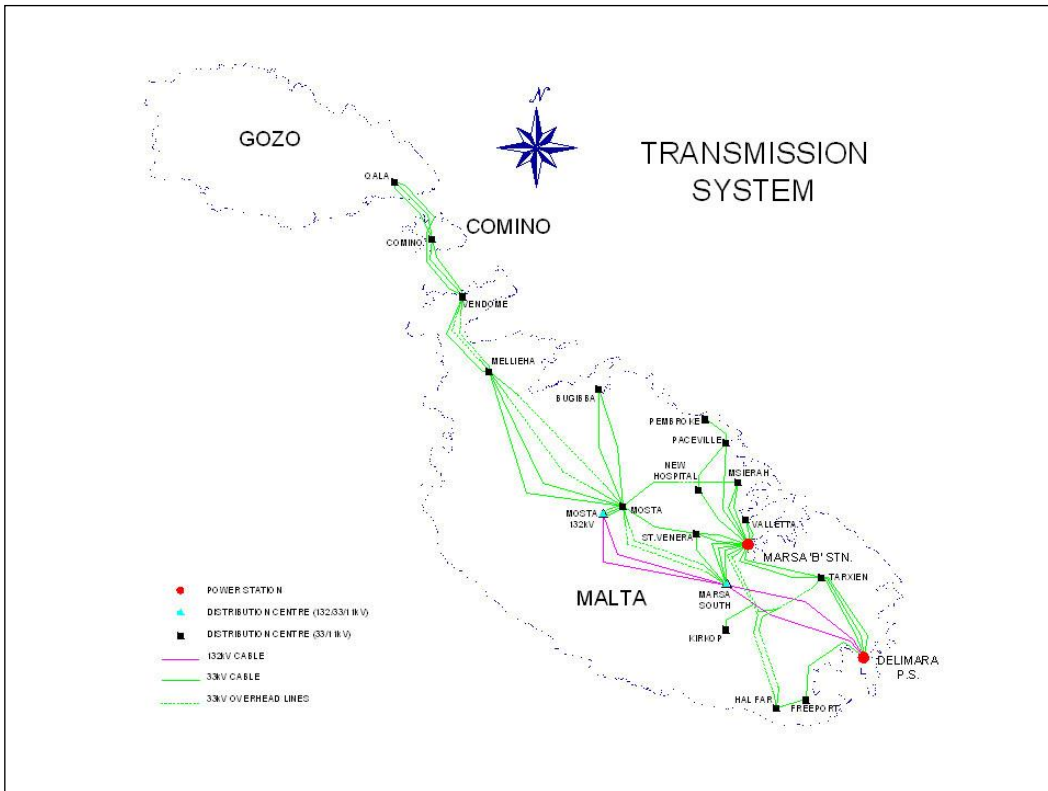 N
GOZO
TRANSMISSION
SYSTEM
QALA
COMINO
COMINO
VENDOME
MELLIEHA
BUGIBBA
PEMBROKE
PACEVILLE
NEW
HOSPITAL
MSIERAH
MOSTA
MOSTA
132kV
VALLETTA
ST.VENERA
MARSA 'B' STN.
TARXIEN
MARSA
SOUTH
MALTA
KIRKOP
DELIMARA
P.S.
HAL FAR
FREEPORT
POWER STATION
DISTRIBUTION CENTRE (132/33/11kV)
DISTRIBUTION CENTRE (33/11kV)
132kV CABLE
33kV CABLE
33kV OVERHEAD LINES